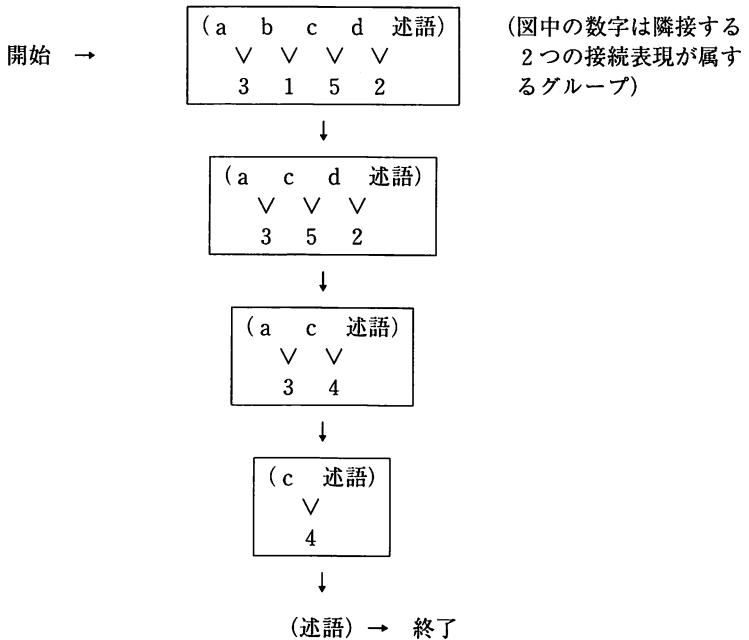 開始 →
(a b c d 述語)
∨ ∨ ∨ ∨
3 1 5 2
(図中の数字は隣接する
2つの接続表現が属す
るグループ)
↓
(a c d 述語)
∨ ∨ ∨
3 5 2
↓
(a c 述語)
∨ ∨
3 4
↓
(c 述語)
∨
4
↓
(述語) → 終了